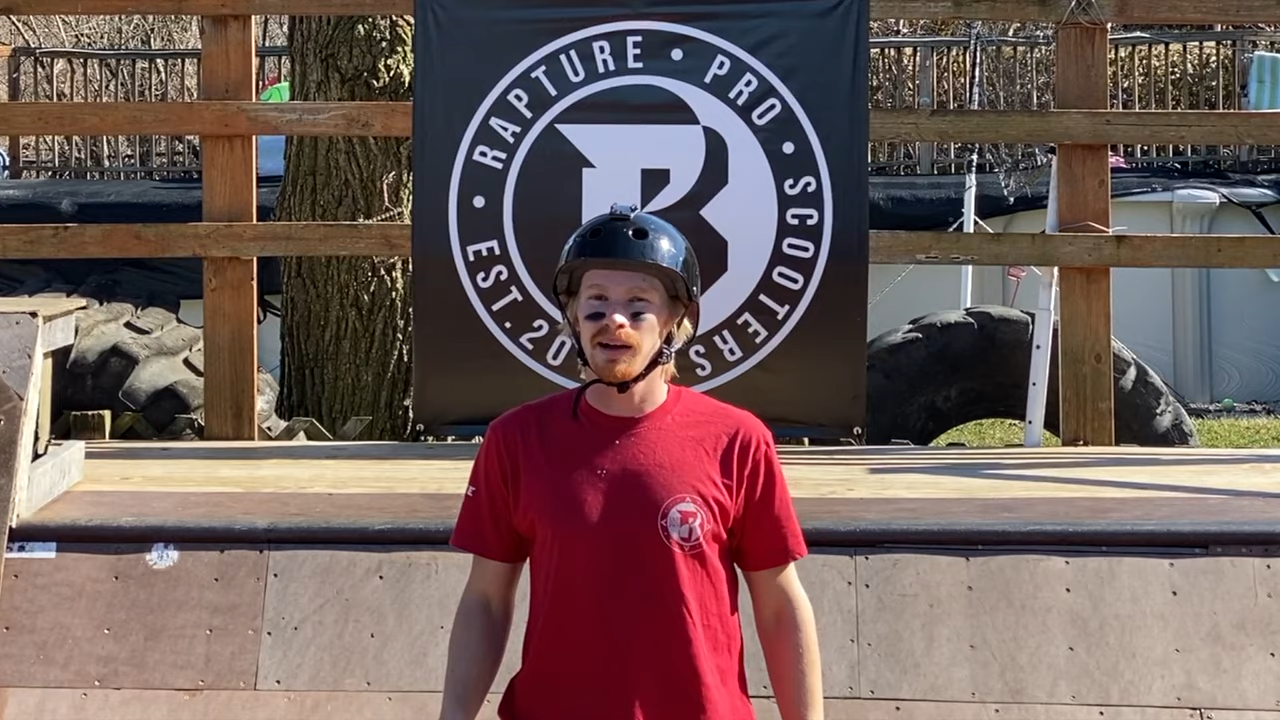 RAPTURE • PRO • SCOOTERS
• EST. 20